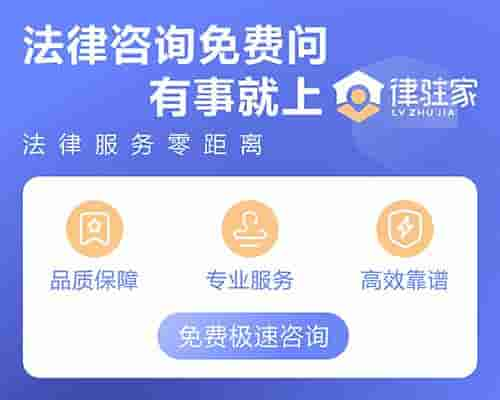 法律咨询免费问
有事就上 律驻家
LV ZHU JIA
法律服务零距离
品质保障 专业服务 高效靠谱
免费极速咨询